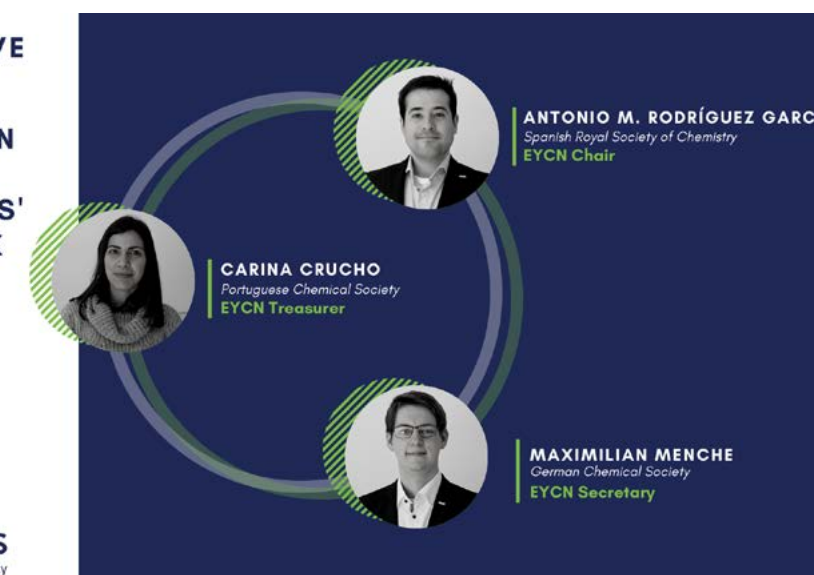 VE
N
S'
S
y
ANTONIO M. RODRÍGUEZ GARC
Spanish Royal Society of Chemistry
EYCN Chair
CARINA CRUCHO
Portuguese Chemical Society
EYCN Treasurer
MAXIMILIAN MENCHE
German Chemical Society
EYCN Secretary